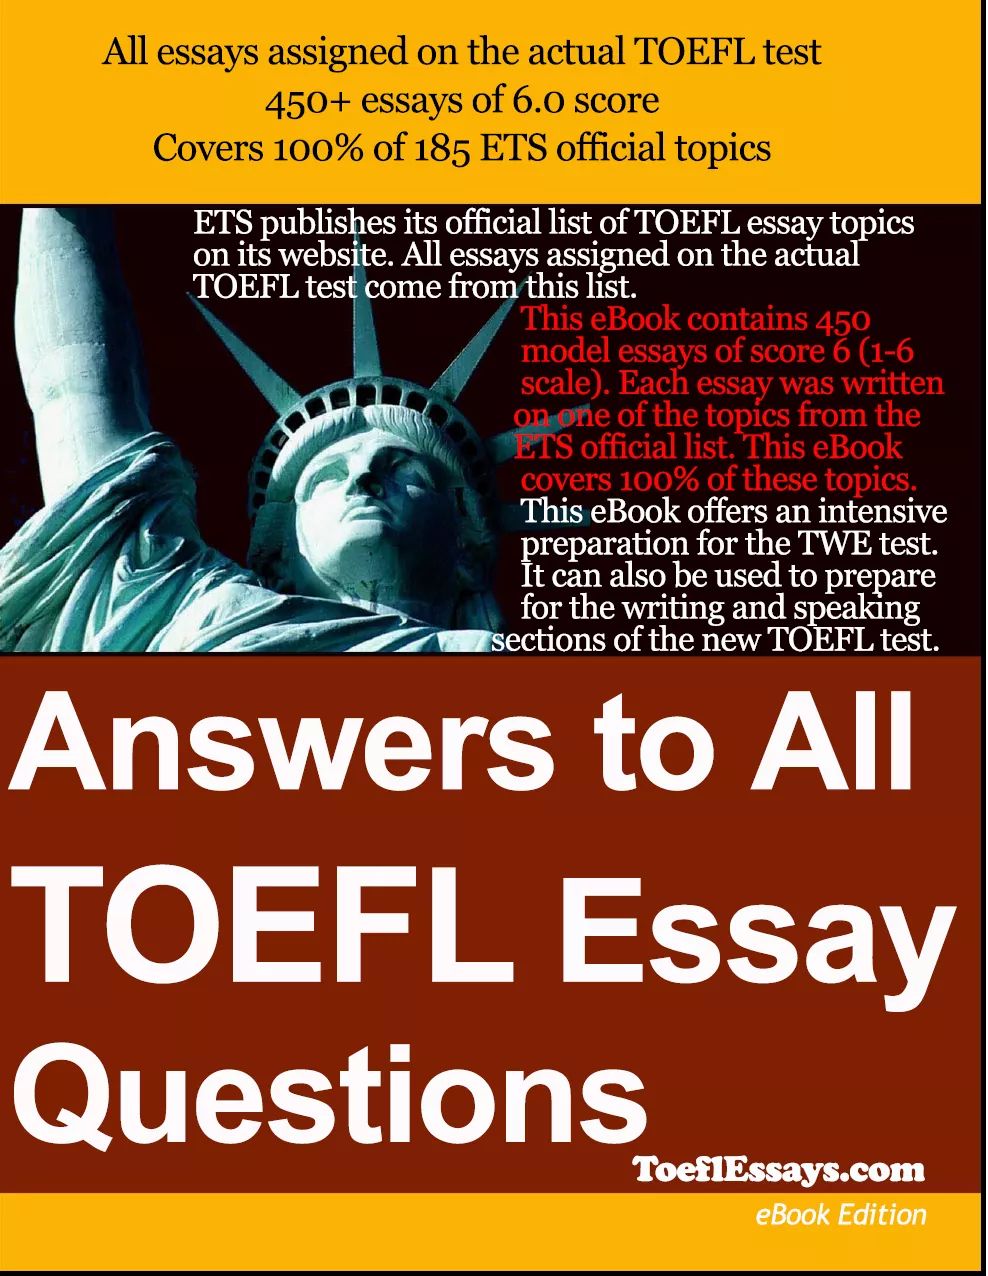 All essays assigned on the actual TOEFL test
450+ essays of 6.0 score
Covers 100% of 185 ETS official topics
ETS publishes its official list of TOEFL essay topics
on its website. All essays assigned on the actual
TOEFL test come from this list.
This eBook contains 450
model essays of score 6 (1-6
scale). Each essay was written
on one of the topics from the
ETS official list. This eBook
covers 100% of these topics.
This eBook offers an intensive
preparation for the TWE test.
It can also be used to prepare
for the writing and speaking
sections of the new TOEFL test.
Answers to All
TOEFL Essay
Questions
ToeflEssays.com
eBook Edition